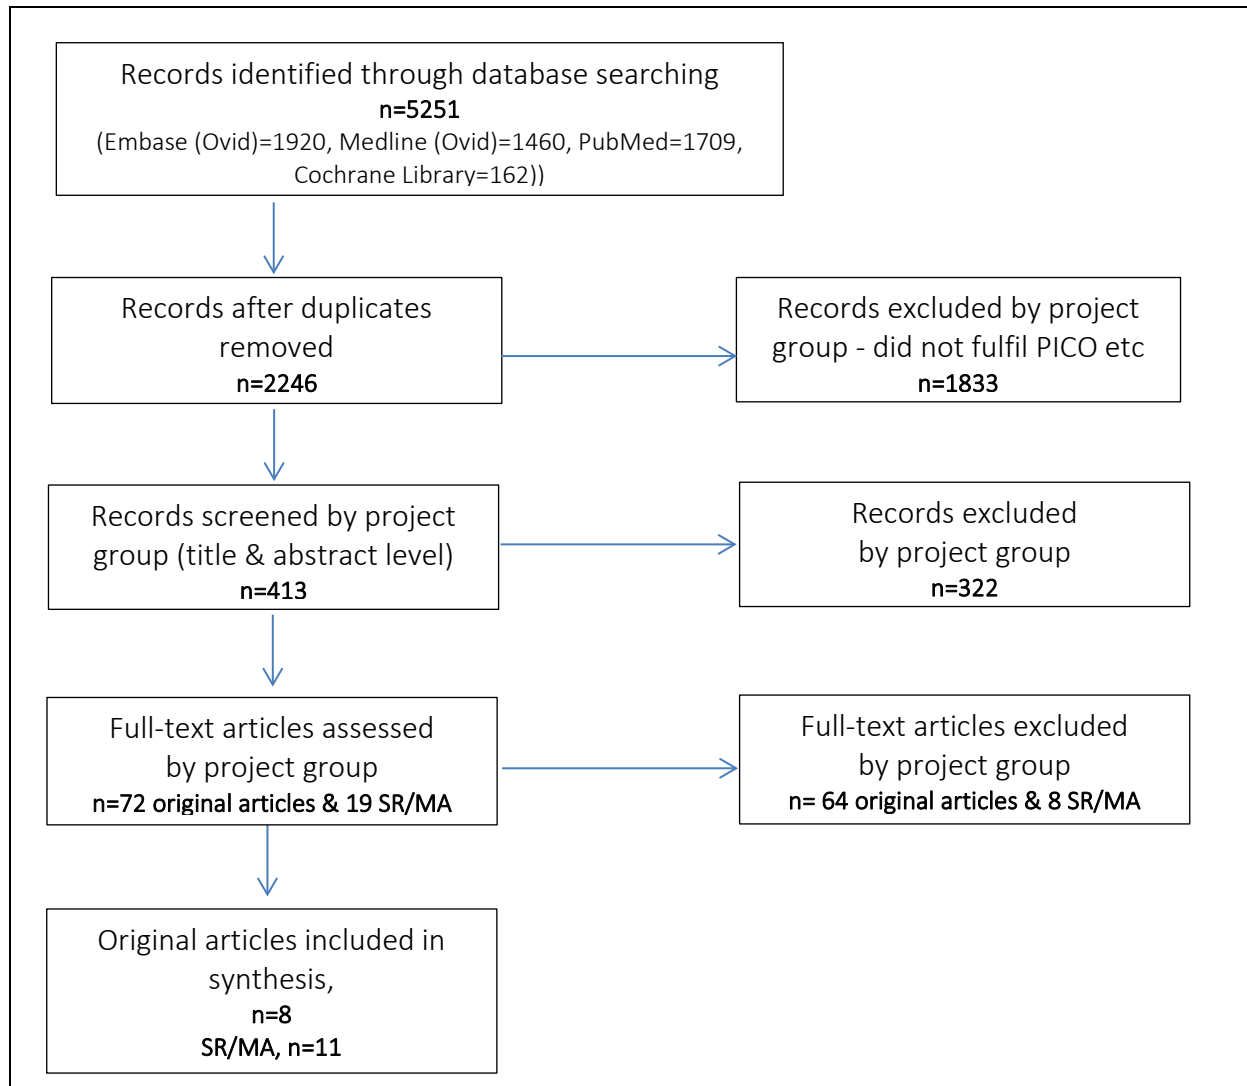 Records identified through database searching
n=5251
(Embase (Ovid)=1920, Medline (Ovid)=1460, PubMed=1709,
Cochrane Library=162))
Records after duplicates
removed
n=2246
Records excluded by project
group - did not fulfil PICO etc
n=1833
Records screened by project
group (title & abstract level)
n=413
Records excluded
by project group
n=322
Full-text articles assessed
by project group
n=72 original articles & 19 SR/MA
Full-text articles excluded
by project group
n= 64 original articles & 8 SR/MA
Original articles included in
synthesis,
n=8
SR/MA, n=11